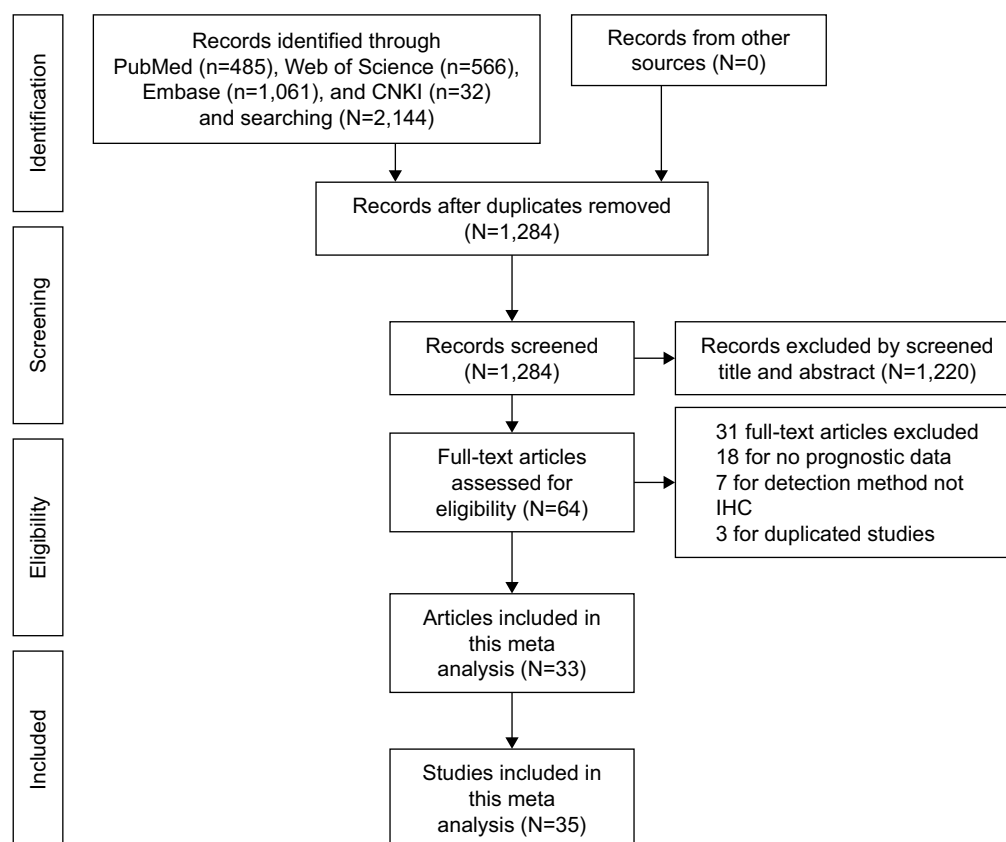 Identification
Records identified through
PubMed (n=485), Web of Science (n=566),
Embase (n=1,061), and CNKI (n=32)
and searching (N=2,144)
Records from other
sources (N=0)
Records after duplicates removed
(N=1,284)
Screening
Records screened
(N=1,284)
Records excluded by screened
title and abstract (N=1,220)
Eligibility
Full-text articles
assessed for
eligibility (N=64)
31 full-text articles excluded
18 for no prognostic data
7 for detection method not
IHC
3 for duplicated studies
Articles included in
this meta
analysis (N=33)
Included
Studies included in
this meta
analysis (N=35)